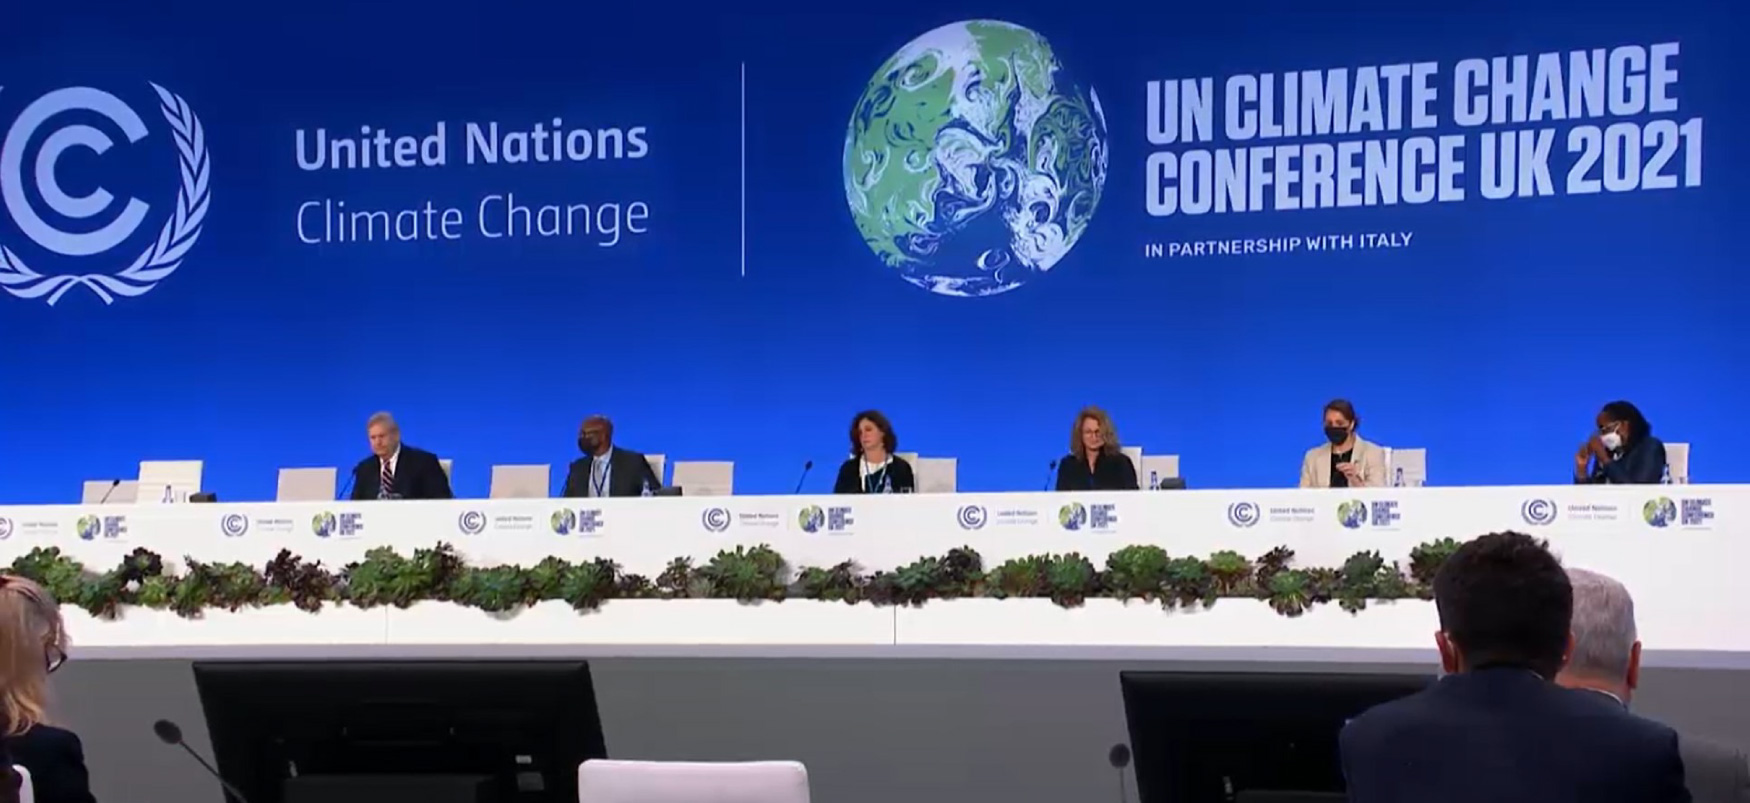 United Nations
Climate Change
UN CLIMATE CHANGE
CONFERENCE UK 2021
IN PARTNERSHIP WITH ITALY